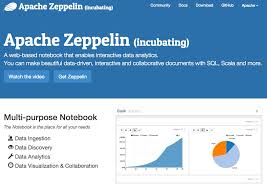 Apache Zeppelin (incubating)
Community Docs Download GitHub Apache
Apache Zeppelin (incubating)
A web-based notebook that enables interactive data analytics.
You can make beautiful data-driven, interactive and collaborative documents with SQL, Scala and more.
Watch the video
Get Zeppelin
Multi-purpose Notebook
The Notebook is the place for all your needs
Data Ingestion
Data Discovery
Data Analytics
Data Visualization & Collaboration